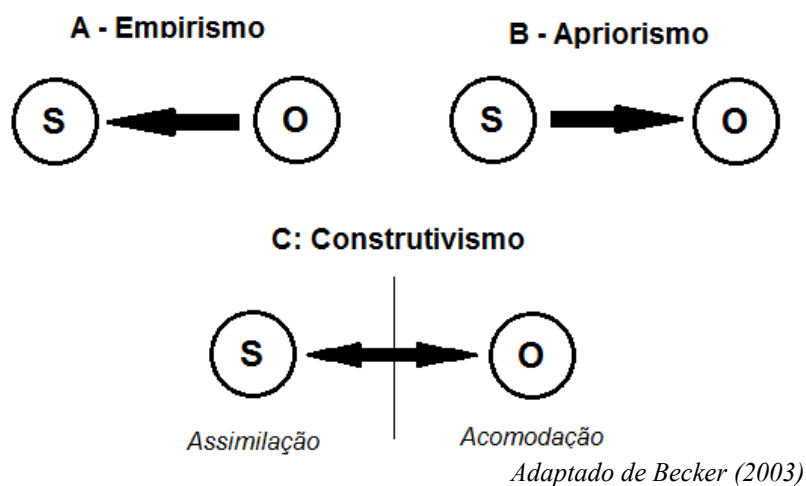 A - Empirismo
B - Apriorismo
S
O
S
O
C: Construtivismo
S
O
Assimilação
Acomodação
Adaptado de Becker (2003)